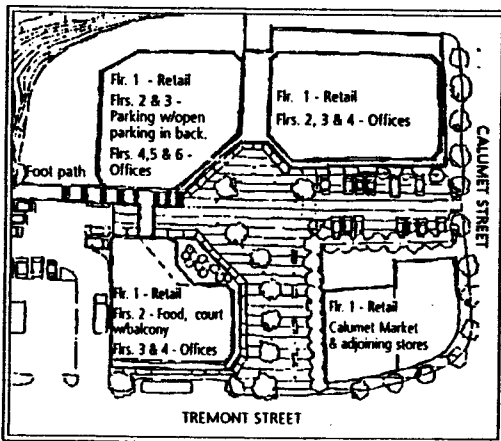 Flr. 1 - Retail
Flrs. 2 & 3 -
Parking w/open
parking in back.
Flrs. 4,5 & 6 -
Offices
Flr. 1 - Retail
Flrs. 2, 3 & 4 - Offices
CALUMET STREET
Foot path
Flr. 1 - Retail
Flrs. 2 - Food, court
w/balcony
Flrs. 3 & 4 - Offices
Flr. 1 - Retail
Calumet Market
& adjoining stores
TREMONT STREET